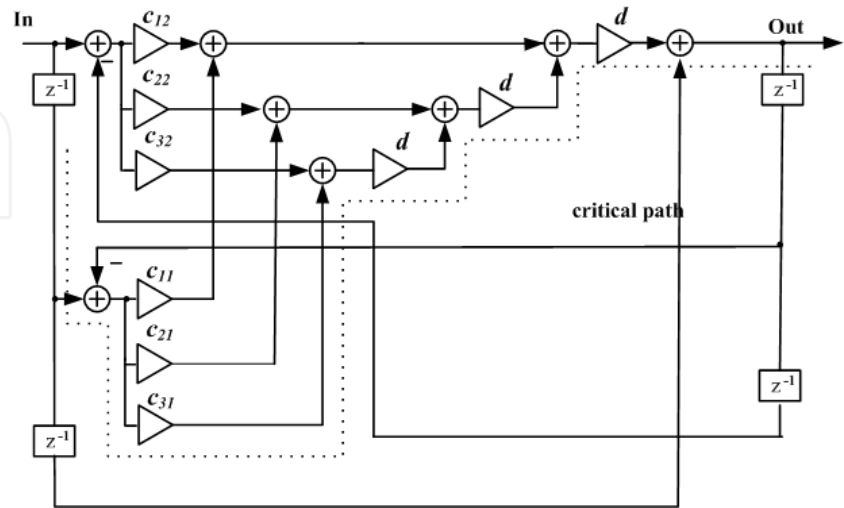 In
c12
d
Out
z-1
c22
d
z-1
c32
d
critical path
c11
c21
z-1
c31
z-1